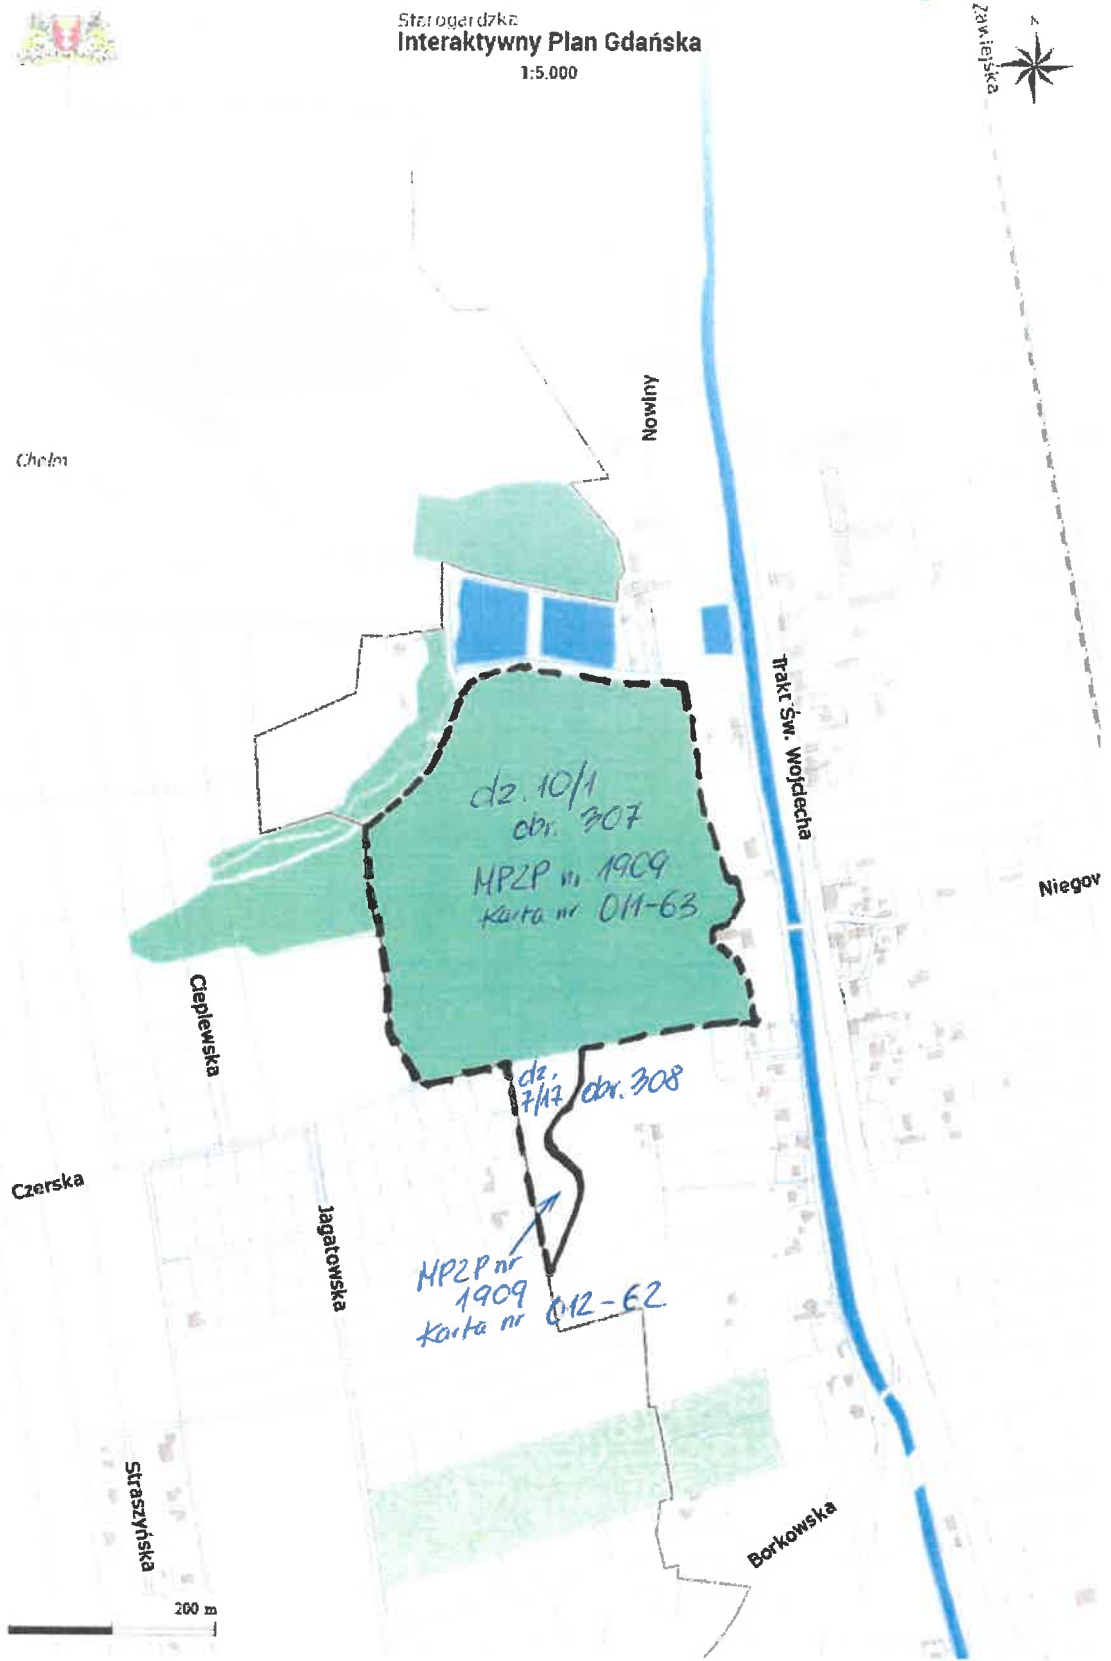 Starogardzka
Interaktywny Plan Gdańska
1:5.000
Zawiejska
Nowiny
Chełm
Trakt Św. Wojciecha
dz. 10/1
obr. 307
MPZP nr 1909
Karta nr 011-63
Niegow
Cieplewska
dz.
7/17 obr. 308
Czerska
Jagatowska
MPZP nr
1909
Karta nr 012-62
Straszyńska
Borkowska
200 m